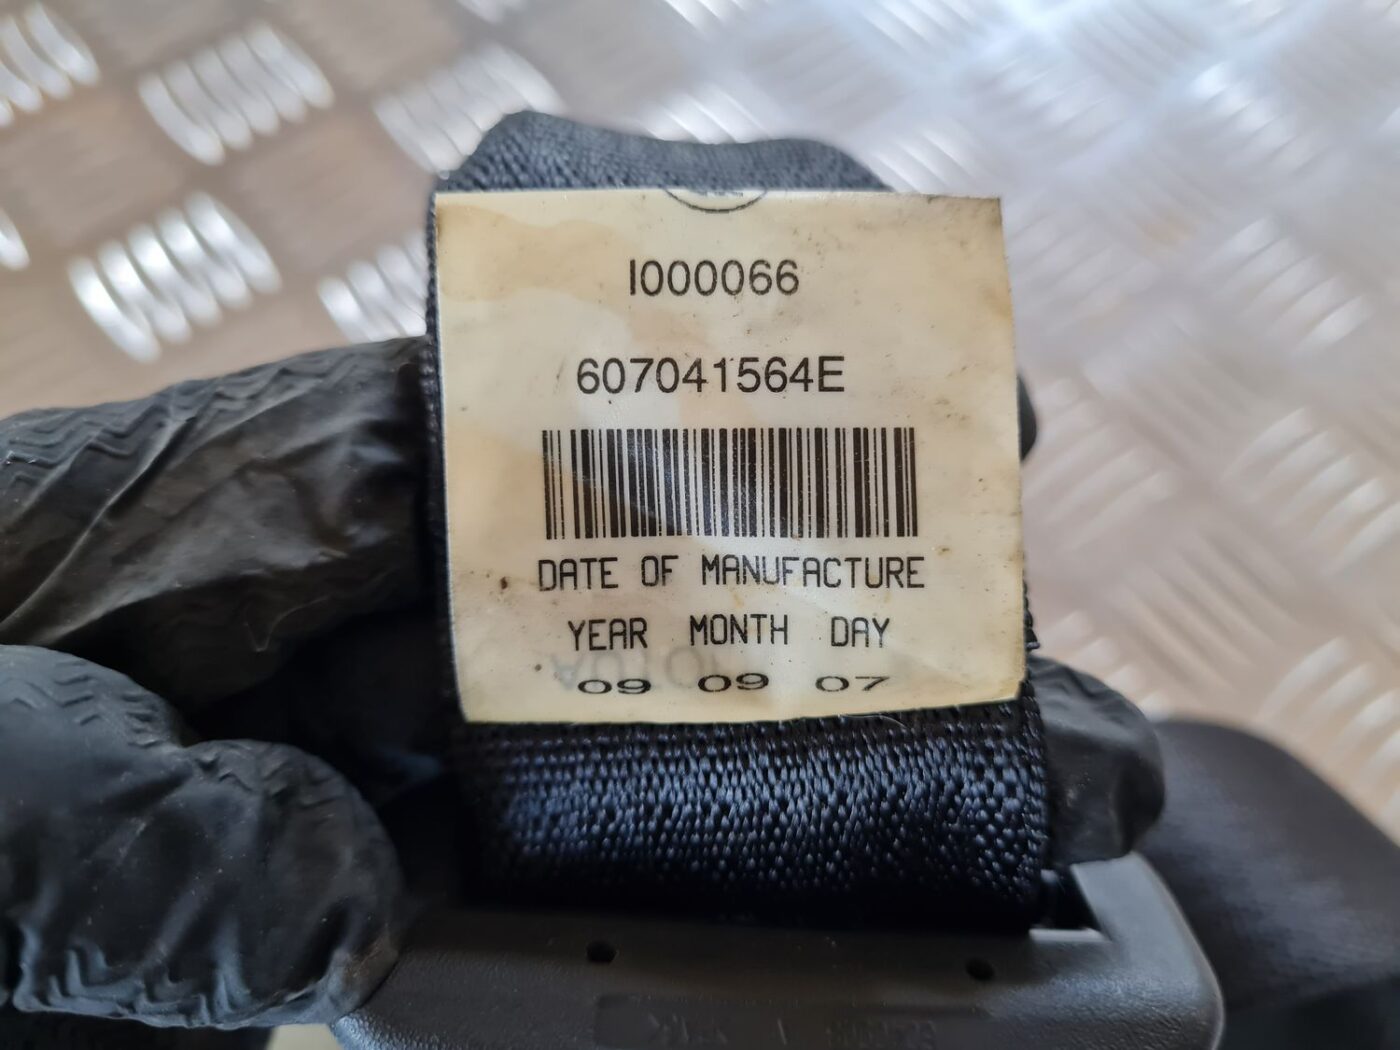 I000066
607041564E
DATE OF MANUFACTURE
YEAR MONTH DAY
09 09 07